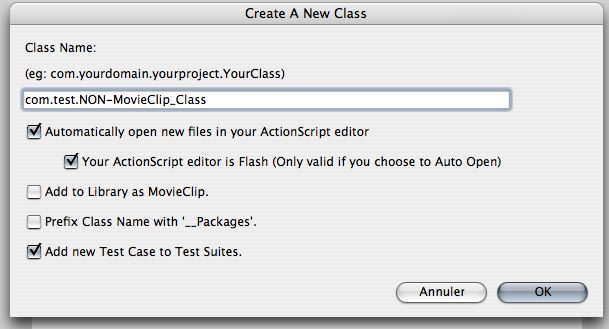 Create A New Class
Class Name:
(eg: com.yourdomain.yourproject.YourClass)
com.test.NON-MovieClip_Class
Automatically open new files in your ActionScript editor
Your ActionScript editor is Flash (Only valid if you choose to Auto Open)
Add to Library as MovieClip.
Prefix Class Name with '__Packages'.
Add new Test Case to Test Suites.
Annuler OK